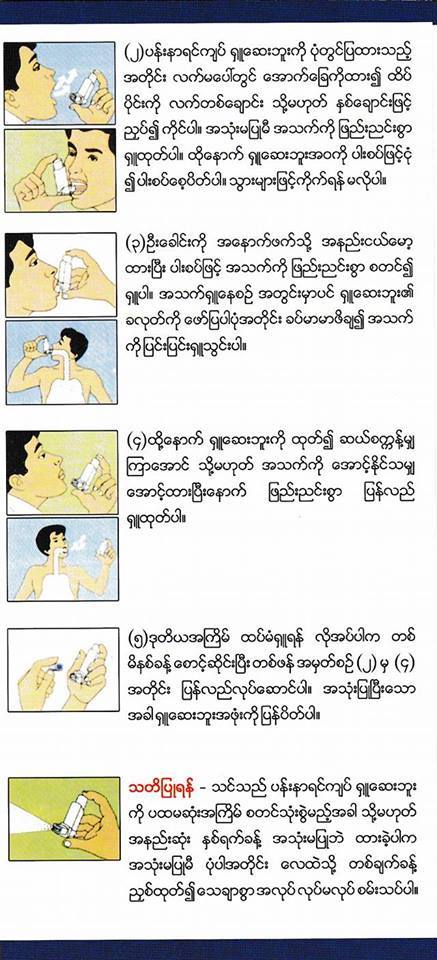 (၂)ပန်းနာရင်ကျပ် ရှူဆေးဘူးကို ပုံတွင်ပြထားသည့်
အတိုင်း လက်မပေါ်တွင် အောက်ခြေကိုထား၍ ထိပ်
ပိုင်းကို လက်တစ်ချောင်း သို့မဟုတ် နှစ်ချောင်းဖြင့်
ညှပ်၍ ကိုင်ပါ။ အသုံးမပြုမီ အသက်ကို ဖြည်းညင်းစွာ
ရှူထုတ်ပါ။ ထို့နောက် ရှူဆေးဘူးအဝကို ပါးစပ်ဖြင့်ငုံ
၍ ပါးစပ်စေ့ပိတ်ပါ။ သွားများဖြင့်ကိုက်ရန် မလိုပါ။
(၃)ဦးခေါင်းကို အနောက်ဖက်သို့ အနည်းငယ်မော့
ထားပြီး ပါးစပ်ဖြင့် အသက်ကို ဖြည်းညင်းစွာ စတင်၍
ရှူပါ။ အသက်ရှူနေစဉ် အတွင်းမှာပင် ရှူဆေးဘူး၏
ခလုတ်ကို ဖော်ပြပါပုံအတိုင်း ခပ်မာမာဖိချ၍ အသက်
ကိုပြင်းပြင်းရှူသွင်းပါ။
(၄)ထို့နောက် ရှူဆေးဘူးကို ထုတ်၍ ဆယ်စက္ကန့်မျှ
ကြာအောင် သို့မဟုတ် အသက်ကို အောင့်နိုင်သမျှ
အောင့်ထားပြီးနောက် ဖြည်းညင်းစွာ ပြန်လည်
ရှူထုတ်ပါ။
(၅)ဒုတိယအကြိမ် ထပ်မံရှူရန် လိုအပ်ပါက တစ်
မိနစ်ခန့် စောင့်ဆိုင်းပြီး တစ်ဖန် အမှတ်စဉ် (၂) မှ (၄)
အတိုင်း ပြန်လည်လုပ်ဆောင်ပါ။ အသုံးပြုပြီးသော
အခါ ရှူဆေးဘူးအဖုံးကို ပြန်ပိတ်ပါ။
သတိပြုရန် - သင်သည် ပန်းနာရင်ကျပ် ရှူဆေးဘူး
ကို ပထမဆုံးအကြိမ် စတင်သုံးစွဲမည့်အခါ သို့မဟုတ်
အနည်းဆုံး နှစ်ရက်ခန့် အသုံးမပြုဘဲ ထားခဲ့ပါက
အသုံးမပြုမီ ပုံပါအတိုင်း လေထဲသို့ တစ်ချက်ခန့်
ညှစ်ထုတ်၍ သေချာစွာ အလုပ် လုပ်မလုပ် စမ်းသပ်ပါ။